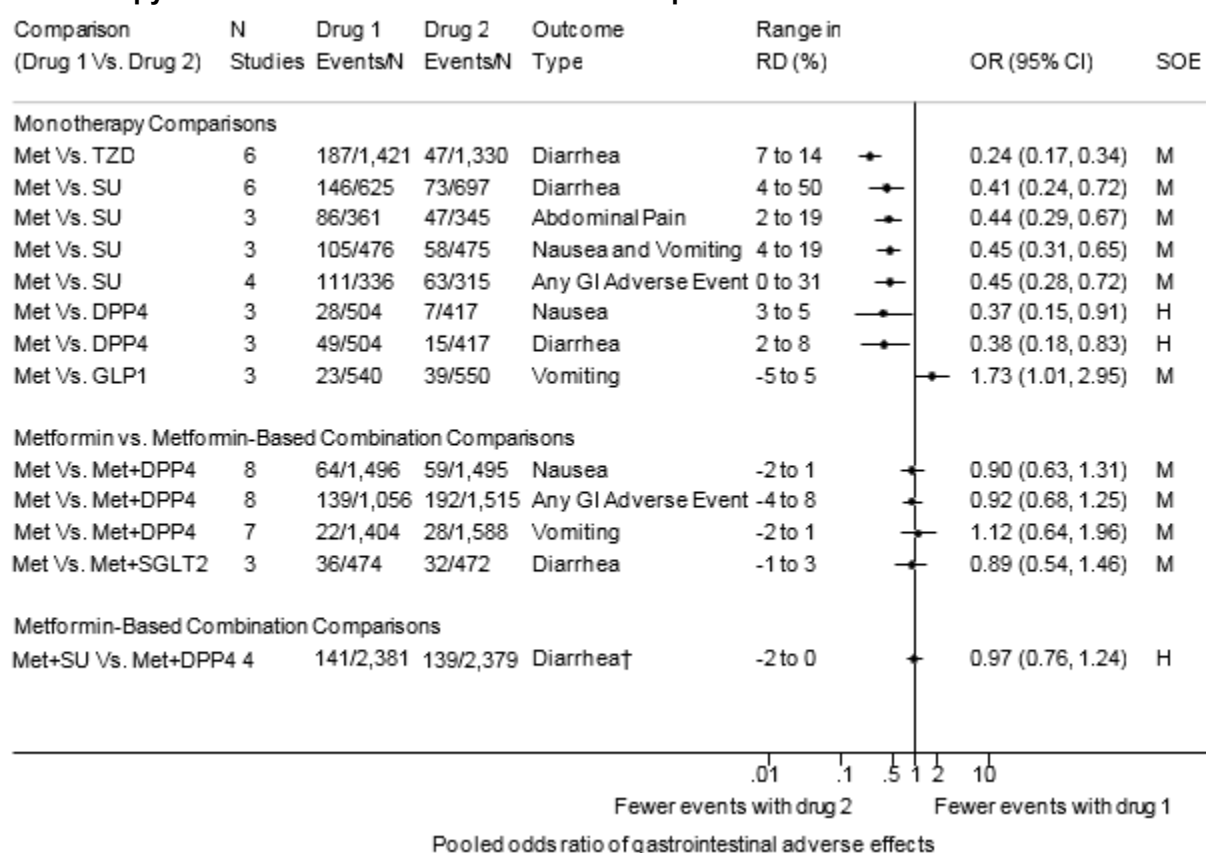 Comparison N Drug 1 Drug 2 Outcome Range in
(Drug 1 Vs. Drug 2) Studies Events/N Events/N Type RD (%) OR (95% CI) SOE
Monotherapy Comparisons
Met Vs. TZD 6 187/1,421 47/1,330 Diarrhea 7 to 14 0.24 (0.17, 0.34) M
Met Vs. SU 6 146/625 73/697 Diarrhea 4 to 50 0.41 (0.24, 0.72) M
Met Vs. SU 3 86/361 47/345 Abdominal Pain 2 to 19 0.44 (0.29, 0.67) M
Met Vs. SU 3 105/476 58/475 Nausea and Vomiting 4 to 19 0.45 (0.31, 0.65) M
Met Vs. SU 4 111/336 63/315 Any GI Adverse Event 0 to 31 0.45 (0.28, 0.72) M
Met Vs. DPP4 3 28/504 7/417 Nausea 3 to 5 0.37 (0.15, 0.91) H
Met Vs. DPP4 3 49/504 15/417 Diarrhea 2 to 8 0.38 (0.18, 0.83) H
Met Vs. GLP1 3 23/540 39/550 Vomiting -5 to 5 1.73 (1.01, 2.95) M
Metformin vs. Metformin-Based Combination Comparisons
Met Vs. Met+DPP4 8 64/1,496 59/1,495 Nausea -2 to 1 0.90 (0.63, 1.31) M
Met Vs. Met+DPP4 8 139/1,056 192/1,515 Any GI Adverse Event -4 to 8 0.92 (0.68, 1.25) M
Met Vs. Met+DPP4 7 22/1,404 28/1,588 Vomiting -2 to 1 1.12 (0.64, 1.96) M
Met Vs. Met+SGLT2 3 36/474 32/472 Diarrhea -1 to 3 0.89 (0.54, 1.46) M
Metformin-Based Combination Comparisons
Met+SU Vs. Met+DPP4 4 141/2,381 139/2,379 Diarrhea† -2 to 0 0.97 (0.76, 1.24) H
.01 .1 .5 1 2 10
Fewer events with drug 2 Fewer events with drug 1
Pooled odds ratio of gastrointestinal adverse effects